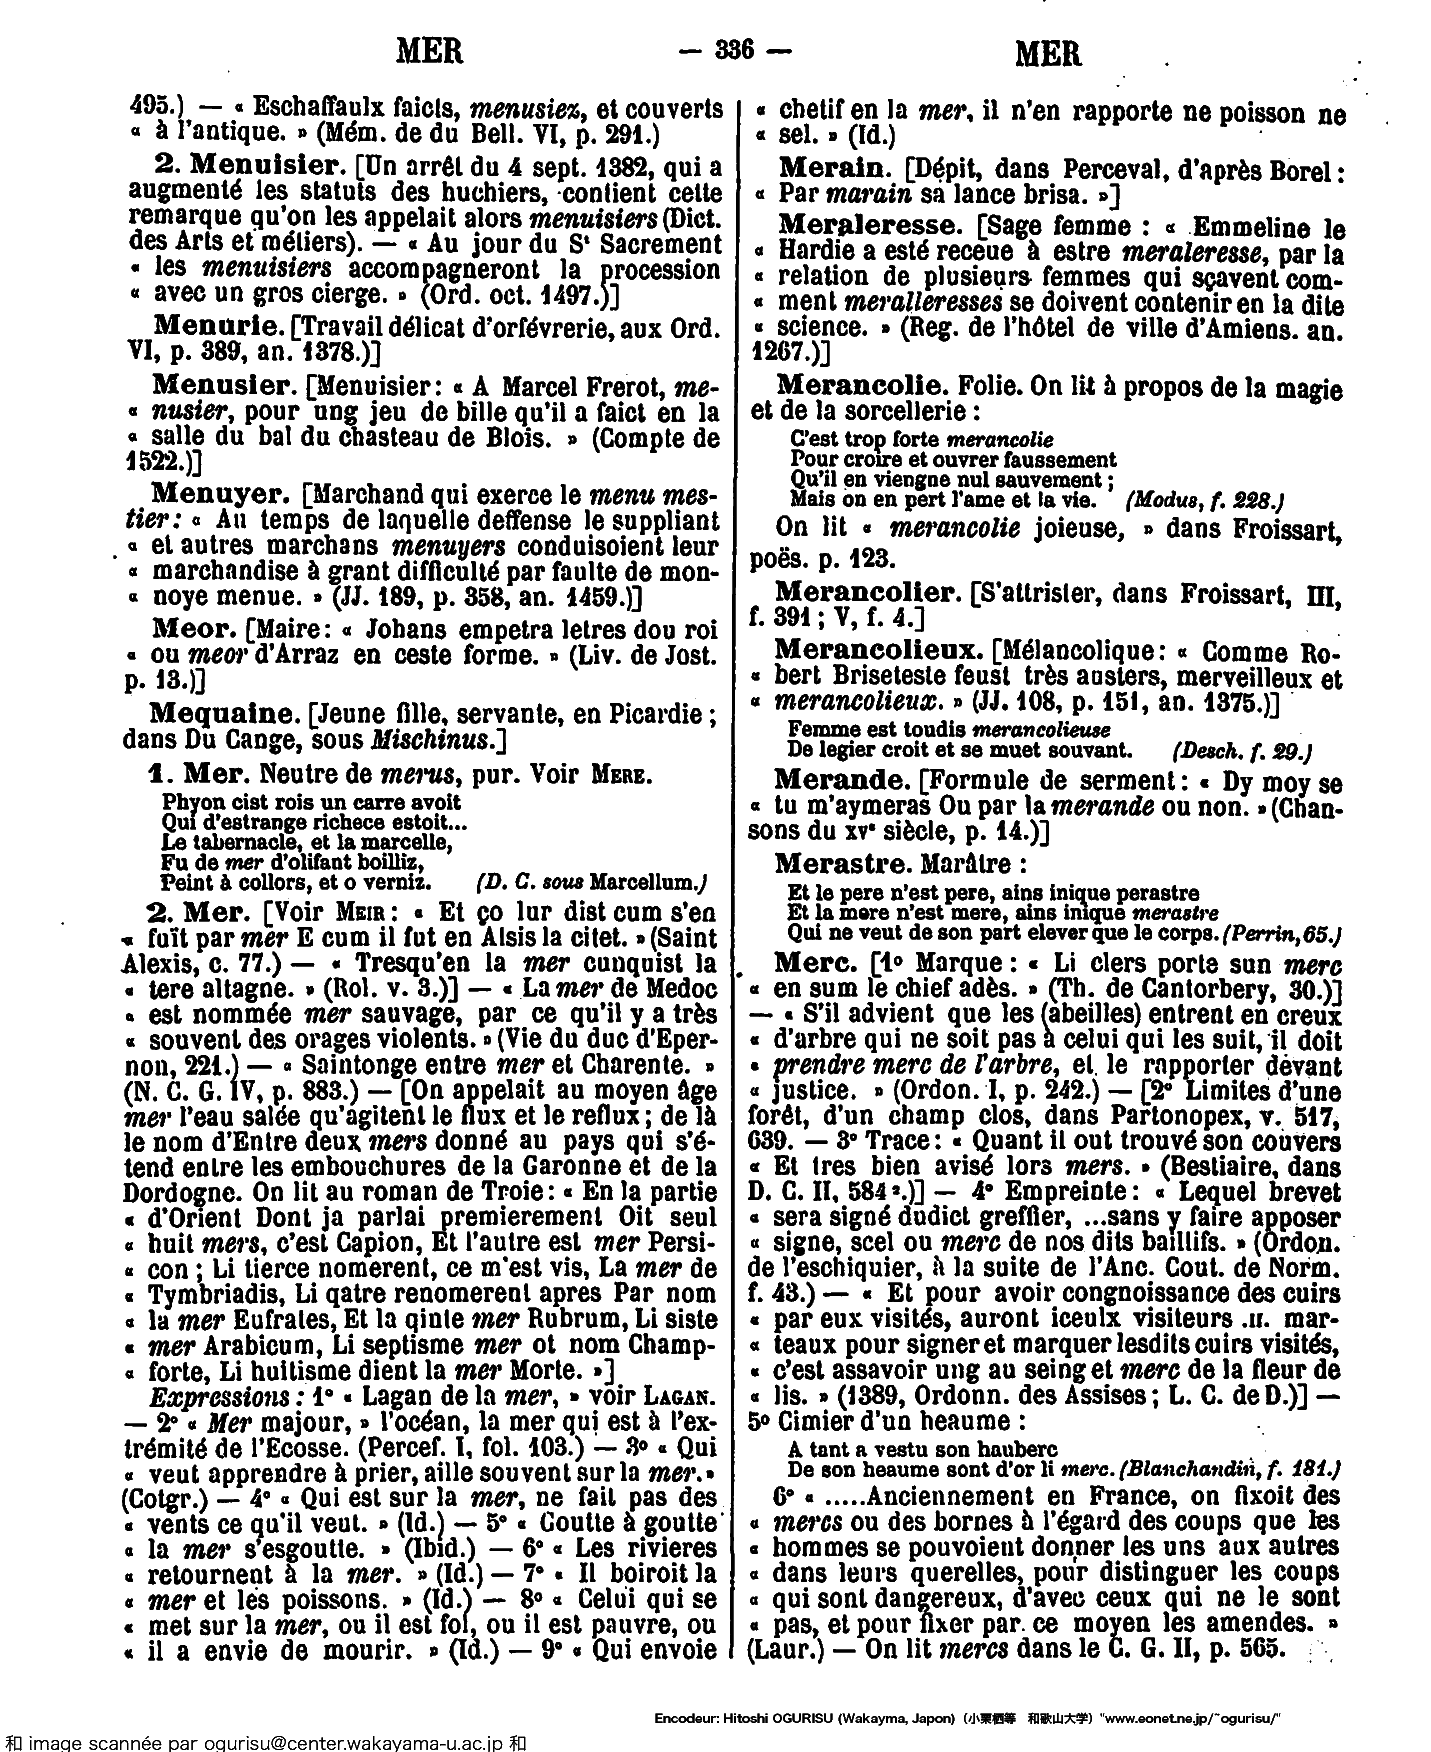 MER — 336 — MER
495.) — « Eschaffaulx faicts, menusiez, et couverts
« à l'antique. » (Mém. de du Bell. VI, p. 291.)
2. Menuisier. [Un arrêt du 4 sept. 1382, qui a
augmenté les statuts des huchiers, contient cette
remarque qu'on les appelait alors menuisiers (Dict.
des Arts et métiers). — « Au jour du St Sacrement
« les menuisiers accompagneront la procession
« avec un gros cierge. » (Ord. oct. 1497.)]
Menurie. [Travail délicat d'orfévrerie, aux Ord.
VI, p. 389, an. 1378.)]
Menusier. [Menuisier : « A Marcel Frerot, me-
« nusier, pour ung jeu de bille qu'il a faict en la
« salle du bal du chasteau de Blois. » (Compte de
1522.)]
Menuyer. [Marchand qui exerce le menu mes-
tier : « Au temps de laquelle deffense le suppliant
« et autres marchans menuyers conduisoient leur
« marchandise à grant difficulté par faulte de mon-
« noye menue. » (JJ. 189, p. 358, an. 1459.)]
Meor. [Maire : « Johans empetra letres dou roi
« ou meor d'Arraz en ceste forme. » (Liv. de Jost.
p. 13.)]
Mequaine. [Jeune fille, servante, en Picardie ;
dans Du Cange, sous Mischinus.]
1. Mer. Neutre de merus, pur. Voir MERE.
Phyon cist rois un carre avoit
Qui d'estrange richece estoit...
Le tabernacle, et la marcelle,
Fu de mer d'olifant boilliz,
Peint à collors, et o verniz. (D. C. sous Marcellum.)
2. Mer. [Voir MEIR : « Et ço lur dist cum s'en
« fuït par mer E cum il fut en Alsis la citet. » (Saint
Alexis, c. 77.) — « Tresqu'en la mer cunquist la
« tere altagne. » (Rol. v. 3.)] — « La mer de Medoc
« est nommée mer sauvage, par ce qu'il y a très
« souvent des orages violents. » (Vie du duc d'Eper-
non, 221.) — « Saintonge entre mer et Charente. »
(N. C. G. IV, p. 883.) — [On appelait au moyen âge
mer l'eau salée qu'agitent le flux et le reflux ; de là
le nom d'Entre deux mers donné au pays qui s'é-
tend entre les embouchures de la Garonne et de la
Dordogne. On lit au roman de Troie : « En la partie
« d'Orient Dont ja parlai premierement Oit seul
« huit mers, c'est Capion, Et l'autre est mer Persi-
« con ; Li tierce nomerent, ce m'est vis, La mer de
« Tymbriadis, Li qatre renomerent apres Par nom
« la mer Eufrates, Et la qinte mer Rubrum, Li siste
« mer Arabicum, Li septisme mer ot nom Champ-
« forte, Li huitisme dient la mer Morte. »]
Expressions : 1° « Lagan de la mer, » voir LAGAN.
— 2° « Mer majour, » l'océan, la mer qui est à l'ex-
trémité de l'Ecosse. (Percef. I, fol. 103.) — 3° « Qui
« veut apprendre à prier, aille souvent sur la mer. »
(Cotgr.) — 4° « Qui est sur la mer, ne fait pas des
« vents ce qu'il veut. » (Id.) — 5° « Goutte à goutte
« la mer s'esgoutte. » (Ibid.) — 6° « Les rivieres
« retournent à la mer. » (Id.) — 7° « Il boiroit la
« mer et les poissons. » (Id.) — 8° « Celui qui se
« met sur la mer, ou il est fol, ou il est pauvre, ou
« il a envie de mourir. » (Id.) — 9° « Qui envoie
« chetif en la mer, il n'en rapporte ne poisson ne
« sel. » (Id.)
Merain. [Dépit, dans Perceval, d'après Borel :
« Par marain sa lance brisa. »]
Meraleresse. [Sage femme : « Emmeline le
« Hardie a esté receue à estre meraleresse, par la
« relation de plusieurs femmes qui sçavent com-
« ment meralleresses se doivent contenir en la dite
« science. » (Reg. de l'hôtel de ville d'Amiens. an.
1267.)]
Merancolie. Folie. On lit à propos de la magie
et de la sorcellerie :
C'est trop forte merancolie
Pour croire et ouvrer faussement
Qu'il en viengne nul sauvement ;
Mais on en pert l'ame et la vie. (Modus, f. 228.)
On lit « merancolie joieuse, » dans Froissart,
poës. p. 123.
Merancolier. [S'attrister, dans Froissart, III,
f. 391 ; V, f. 4.]
Merancolieux. [Mélancolique : « Comme Ro-
« bert Briseteste feust très austers, merveilleux et
« merancolieux. » (JJ. 108, p. 151, an. 1375.)]
Femme est toudis merancolieuse
De legier croit et se muet souvant. (Desch. f. 29.)
Merande. [Formule de serment : « Dy moy se
« tu m'aymeras Ou par la merande ou non. » (Chan-
sons du XVe siècle, p. 14.)]
Merastre. Marâtre :
Et le pere n'est pere, ains inique perastre
Et la mere n'est mere, ains inique merastre
Qui ne veut de son part elever que le corps. (Perrin, 65.)
Merc. [1° Marque : « Li clers porte sun merc
« en sum le chief adès. » (Th. de Cantorbery, 30.)]
— « S'il advient que les (abeilles) entrent en creux
« d'arbre qui ne soit pas à celui qui les suit, il doit
« prendre merc de l'arbre, et le rapporter devant
« justice. » (Ordon. I, p. 242.) — [2° Limites d'une
forêt, d'un champ clos, dans Partonopex, v. 517,
639. — 3° Trace : « Quant il out trouvé son couvers
« Et tres bien avisé lors mers. » (Bestiaire, dans
D. C. II, 584 2.)] — 4° Empreinte : « Lequel brevet
« sera signé dudict greffier, ...sans y faire apposer
« signe, scel ou merc de nos dits baillifs. » (Ordon.
de l'eschiquier, à la suite de l'Anc. Cout. de Norm.
f. 43.) — « Et pour avoir congnoissance des cuirs
« par eux visités, auront iceulx visiteurs .II. mar-
« teaux pour signer et marquer lesdits cuirs visités,
« c'est assavoir ung au seing et merc de la fleur de
« lis. » (1389, Ordonn. des Assises ; L. C. de D.)] —
5° Cimier d'un heaume :
A tant a vestu son hauberc
De son heaume sont d'or li merc. (Blanchandin, f. 181.)
6° « .....Anciennement en France, on fixoit des
« mercs ou des bornes à l'égard des coups que les
« hommes se pouvoient donner les uns aux autres
« dans leurs querelles, pour distinguer les coups
« qui sont dangereux, d'avec ceux qui ne le sont
« pas, et pour fixer par ce moyen les amendes. »
(Laur.) — On lit mercs dans le C. G. II, p. 565.
Encodeur: Hitoshi OGURISU (Wakayma, Japon) (小栗栖等 和歌山大学) "www.eonet.ne.jp/~ogurisu/"
和 image scannée par ogurisu@center.wakayama-u.ac.jp 和